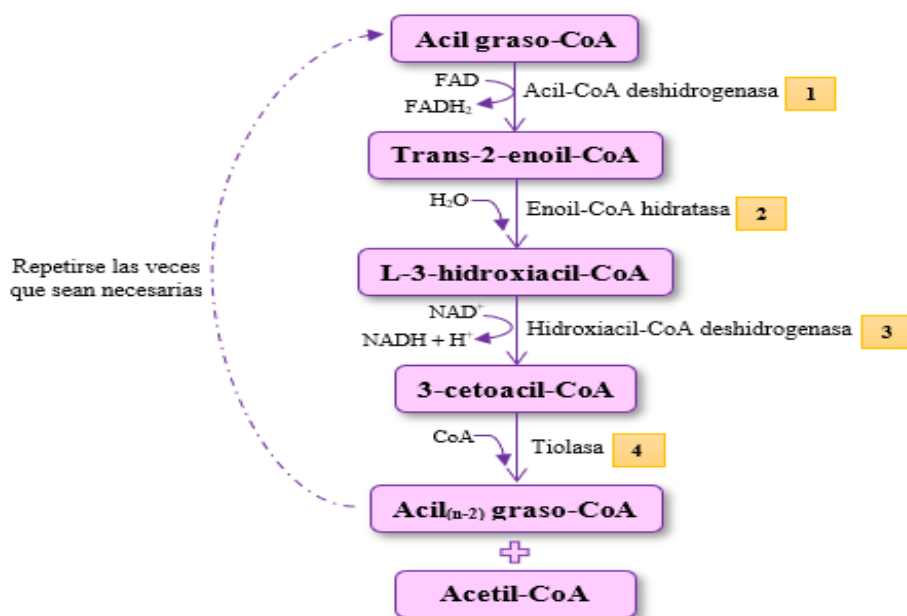 Acil graso-CoA
FAD
FADH₂
Acil-CoA deshidrogenasa 1
Trans-2-enoil-CoA
H₂O
Enoil-CoA hidratasa 2
L-3-hidroxiacil-CoA
Repetirse las veces
que sean necesarias
NAD⁺
NADH + H⁺
Hidroxiacil-CoA deshidrogenasa 3
3-cetoacil-CoA
CoA
Tiolasa 4
Acil(n-2) graso-CoA
Acetil-CoA